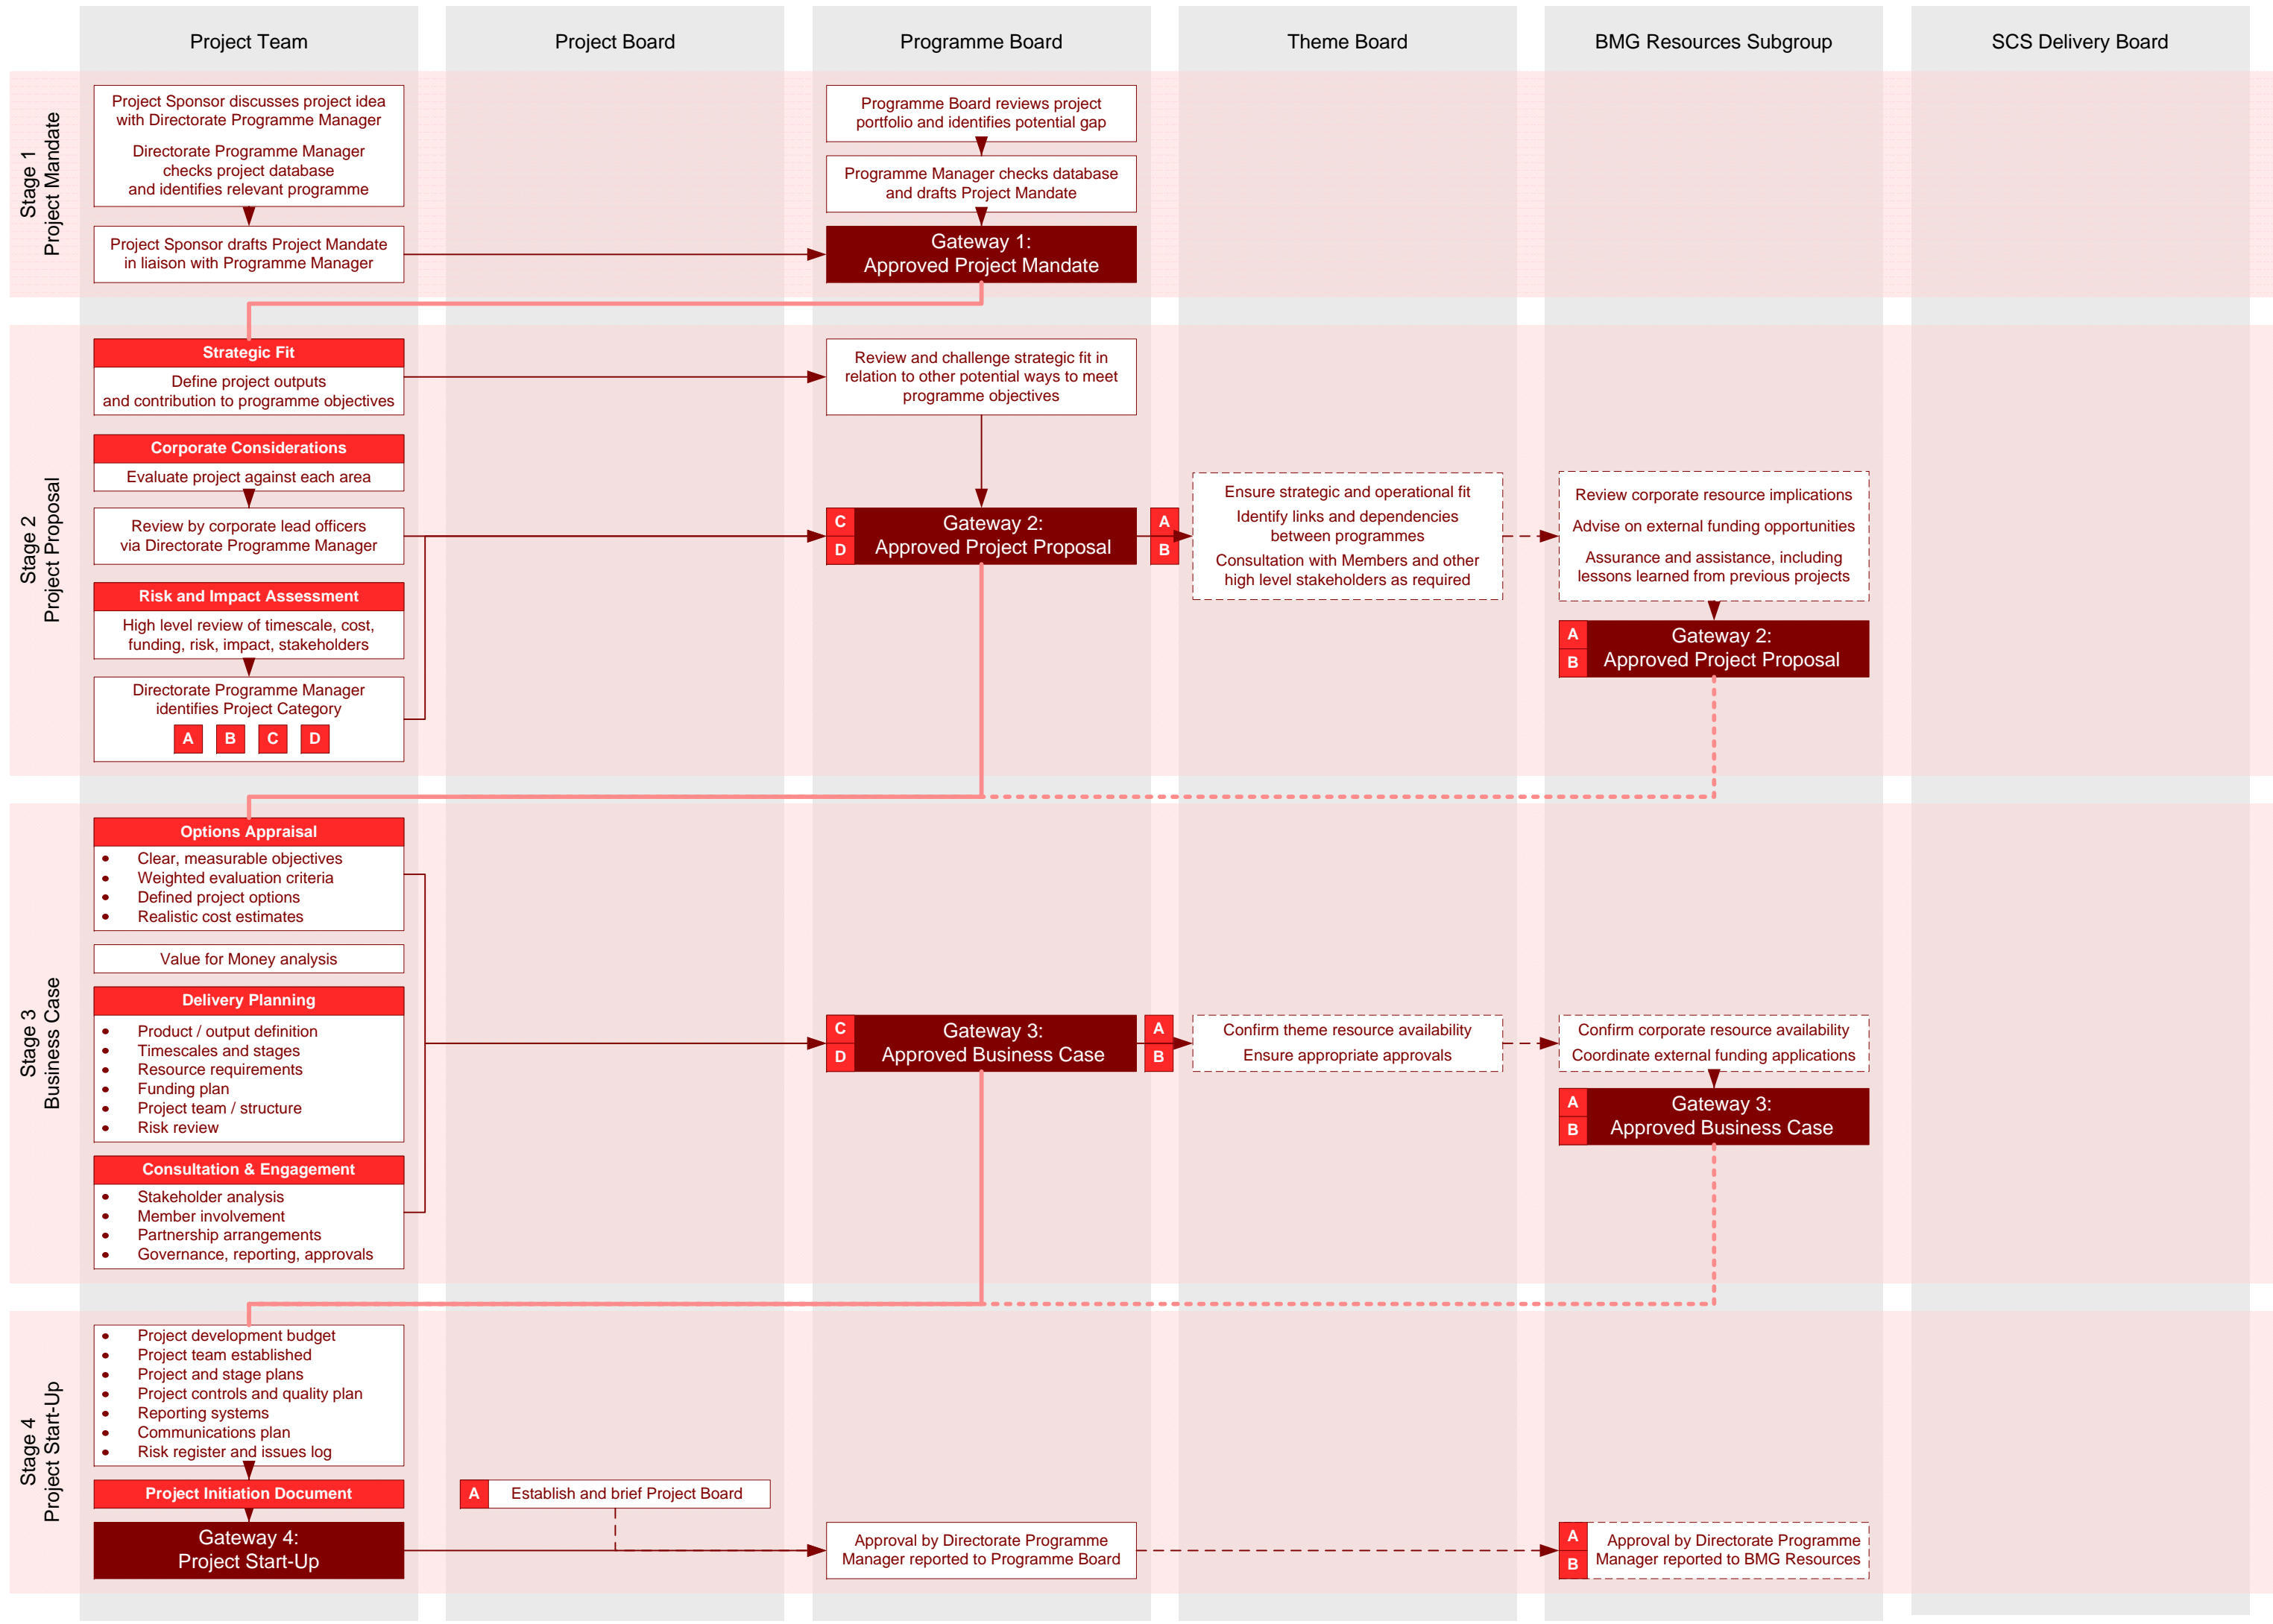 Project Team
Project Board
Programme Board
Theme Board
BMG Resources Subgroup
SCS Delivery Board
Stage 1
Project Mandate
Project Sponsor discusses project idea
with Directorate Programme Manager
Directorate Programme Manager
checks project database
and identifies relevant programme
Project Sponsor drafts Project Mandate
in liaison with Programme Manager
Programme Board reviews project
portfolio and identifies potential gap
Programme Manager checks database
and drafts Project Mandate
Gateway 1:
Approved Project Mandate
Stage 2
Project Proposal
Strategic Fit
Define project outputs
and contribution to programme objectives
Corporate Considerations
Evaluate project against each area
Review by corporate lead officers
via Directorate Programme Manager
Risk and Impact Assessment
High level review of timescale, cost,
funding, risk, impact, stakeholders
Directorate Programme Manager
identifies Project Category
A B C D
Review and challenge strategic fit in
relation to other potential ways to meet
programme objectives
C
D
Gateway 2:
Approved Project Proposal
A
B
Ensure strategic and operational fit
Identify links and dependencies
between programmes
Consultation with Members and other
high level stakeholders as required
Review corporate resource implications
Advise on external funding opportunities
Assurance and assistance, including
lessons learned from previous projects
A
B
Gateway 2:
Approved Project Proposal
Stage 3
Business Case
Options Appraisal
• Clear, measurable objectives
• Weighted evaluation criteria
• Defined project options
• Realistic cost estimates
Value for Money analysis
Delivery Planning
• Product / output definition
• Timescales and stages
• Resource requirements
• Funding plan
• Project team / structure
• Risk review
Consultation & Engagement
• Stakeholder analysis
• Member involvement
• Partnership arrangements
• Governance, reporting, approvals
C
D
Gateway 3:
Approved Business Case
A
B
Confirm theme resource availability
Ensure appropriate approvals
Confirm corporate resource availability
Coordinate external funding applications
A
B
Gateway 3:
Approved Business Case
Stage 4
Project Start-Up
• Project development budget
• Project team established
• Project and stage plans
• Project controls and quality plan
• Reporting systems
• Communications plan
• Risk register and issues log
Project Initiation Document
Gateway 4:
Project Start-Up
A
Establish and brief Project Board
Approval by Directorate Programme
Manager reported to Programme Board
A
B
Approval by Directorate Programme
Manager reported to BMG Resources